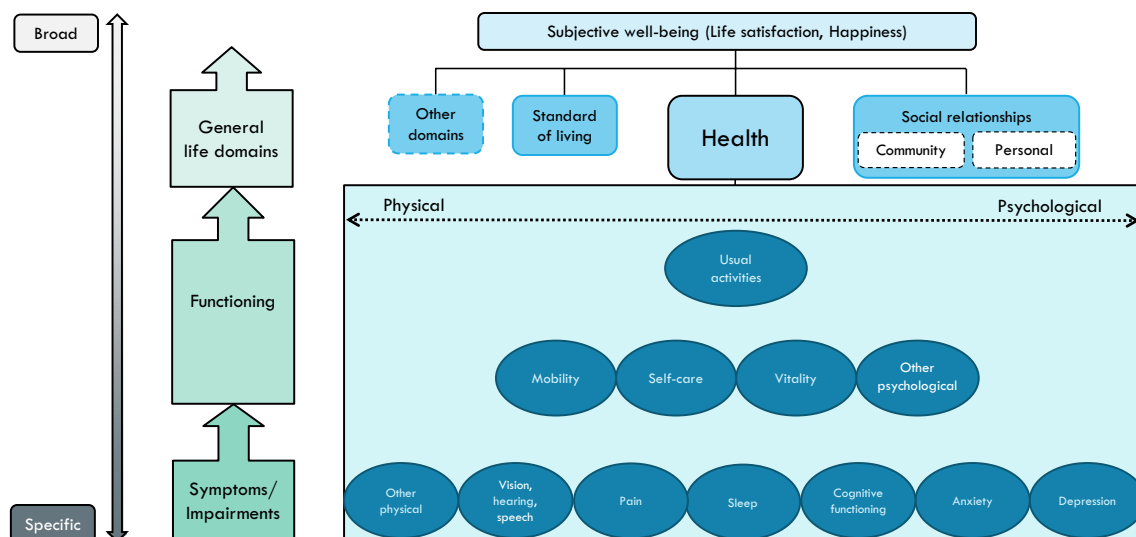 Broad
Subjective well-being (Life satisfaction, Happiness)
General
life domains
Other
domains
Standard
of living
Health
Social relationships
Community
Personal
Physical
Psychological
Functioning
Usual
activities
Mobility
Self-care
Vitality
Other
psychological
Symptoms/
Impairments
Other
physical
Vision,
hearing,
speech
Pain
Sleep
Cognitive
functioning
Anxiety
Depression
Specific